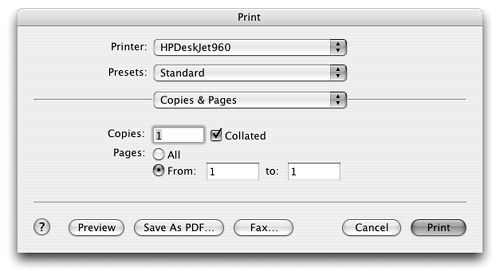 Print
Printer: HPDeskJet960
Presets: Standard
Copies & Pages
Copies: 1 Collated
Pages: All
From: 1 to: 1
? Preview Save As PDF... Fax... Cancel Print